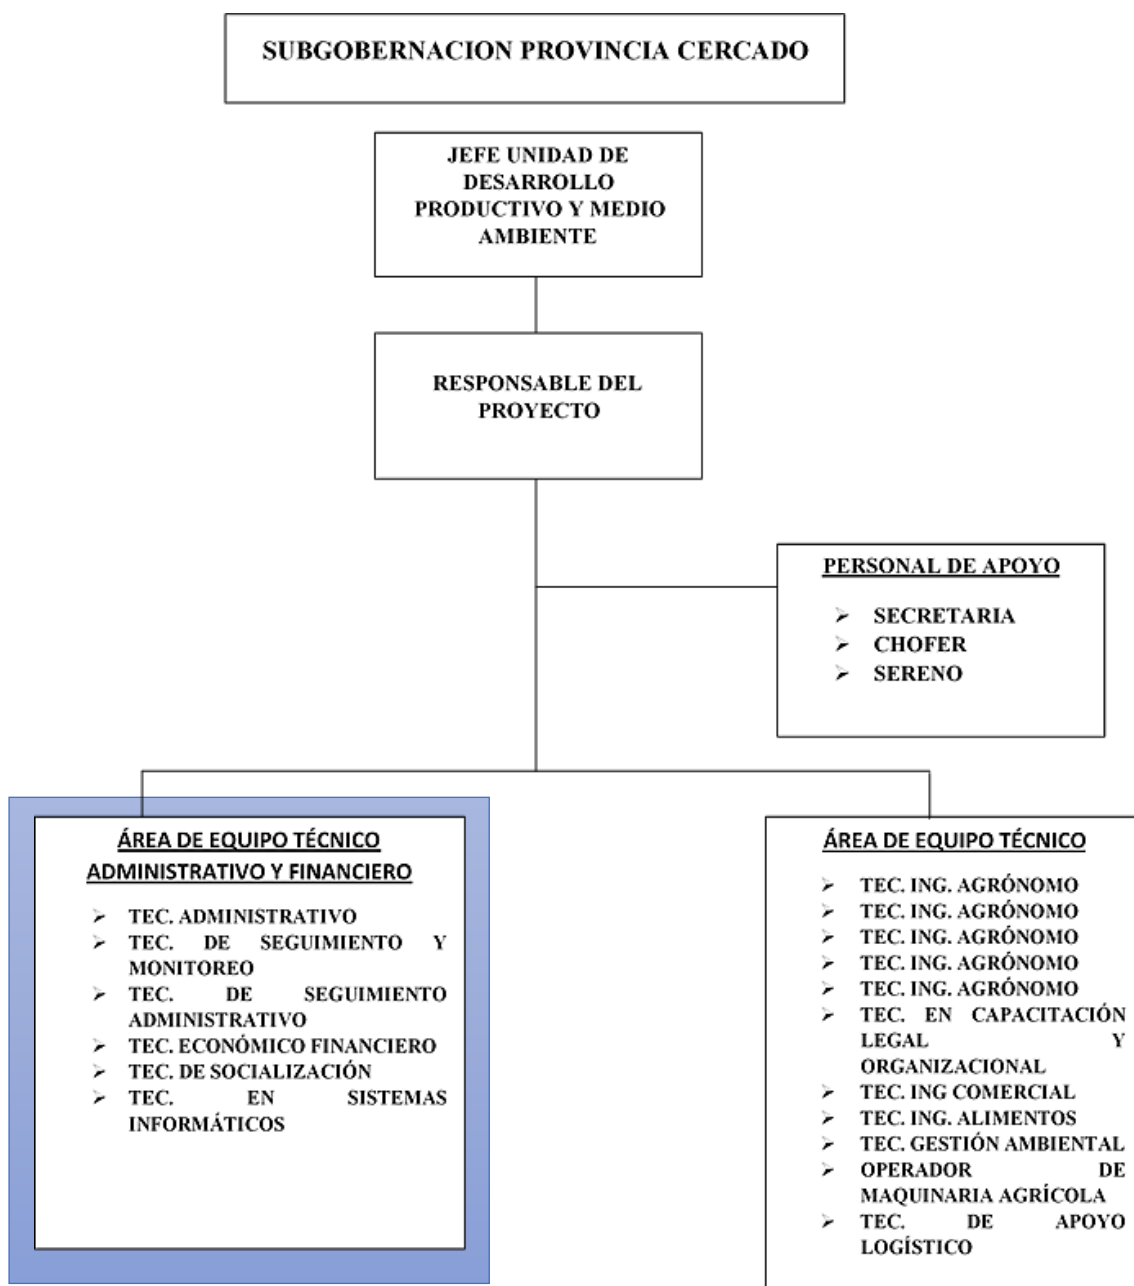 SUBGOBERNACION PROVINCIA CERCADO
JEFE UNIDAD DE
DESARROLLO
PRODUCTIVO Y MEDIO
AMBIENTE
RESPONSABLE DEL
PROYECTO
PERSONAL DE APOYO
➢ SECRETARIA
➢ CHOFER
➢ SERENO
ÁREA DE EQUIPO TÉCNICO
ADMINISTRATIVO Y FINANCIERO
➢ TEC. ADMINISTRATIVO
➢ TEC. DE SEGUIMIENTO Y
MONITOREO
➢ TEC. DE SEGUIMIENTO
ADMINISTRATIVO
➢ TEC. ECONÓMICO FINANCIERO
➢ TEC. DE SOCIALIZACIÓN
➢ TEC. EN SISTEMAS
INFORMÁTICOS
ÁREA DE EQUIPO TÉCNICO
➢ TEC. ING. AGRÓNOMO
➢ TEC. ING. AGRÓNOMO
➢ TEC. ING. AGRÓNOMO
➢ TEC. ING. AGRÓNOMO
➢ TEC. ING. AGRÓNOMO
➢ TEC. EN CAPACITACIÓN
LEGAL Y
ORGANIZACIONAL
➢ TEC. ING COMERCIAL
➢ TEC. ING. ALIMENTOS
➢ TEC. GESTIÓN AMBIENTAL
➢ OPERADOR DE
MAQUINARIA AGRÍCOLA
➢ TEC. DE APOYO
LOGÍSTICO